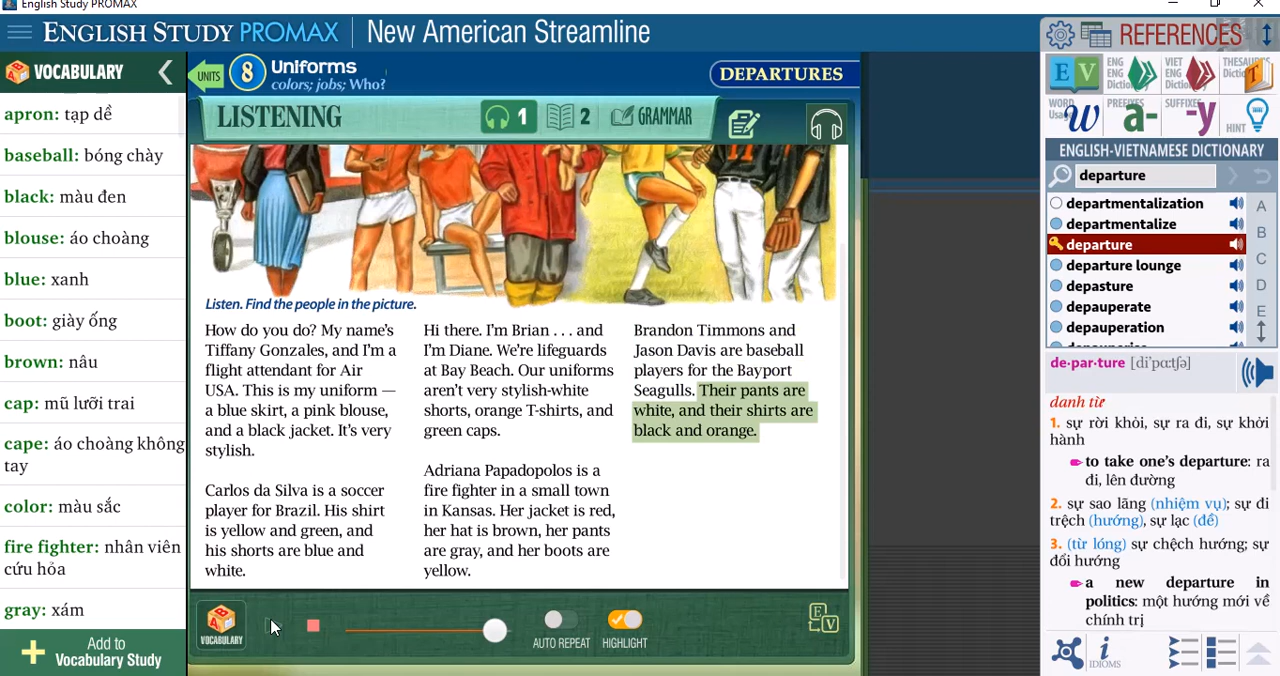 English Study PROMAX
ENGLISH STUDY PROMAX
New American Streamline
REFERENCES
VOCABULARY
apron: tạp dề
baseball: bóng chày
black: màu đen
blouse: áo choàng
blue: xanh
boot: giày ống
brown: nâu
cap: mũ lưỡi trai
cape: áo choàng không
tay
color: màu sắc
fire fighter: nhân viên
cứu hỏa
gray: xám
Add to
Vocabulary Study
UNITS
8
Uniforms
colors; jobs; Who?
DEPARTURES
LISTENING
1
2
GRAMMAR
11
Listen. Find the people in the picture.
How do you do? My name's
Tiffany Gonzales, and I'm a
flight attendant for Air
USA. This is my uniform —
a blue skirt, a pink blouse,
and a black jacket. It's very
stylish.
Carlos da Silva is a soccer
player for Brazil. His shirt
is yellow and green, and
his shorts are blue and
white.
Hi there. I'm Brian . . . and
I'm Diane. We're lifeguards
at Bay Beach. Our uniforms
aren't very stylish-white
shorts, orange T-shirts, and
green caps.
Adriana Papadopolos is a
fire fighter in a small town
in Kansas. Her jacket is red,
her hat is brown, her pants
are gray, and her boots are
yellow.
Brandon Timmons and
Jason Davis are baseball
players for the Bayport
Seagulls. Their pants are
white, and their shirts are
black and orange.
VOCABULARY
AUTO REPEAT
HIGHLIGHT
E
V
E V
ENG
ENG
Dictionary
VIET
ENG
Dictionary
THESAURUS
Dictionary
T
WORD
Usage
w
PREFIXES
a-
SUFFIXES
-y
HINT
ENGLISH-VIETNAMESE DICTIONARY
departure
departmentalization
departmentalize
departure
departure lounge
depasture
depauperate
depauperation
A
B
C
D
E
de·par·ture [di'pɑ:tʃə]
danh từ
1. sự rời khỏi, sự ra đi, sự khởi
hành
to take one's departure: ra
đi, lên đường
2. sự sao lãng (nhiệm vụ); sự đi
trệch (hướng), sự lạc (đề)
3. (từ lóng) sự chệch hướng; sự
đổi hướng
a new departure in
politics: một hướng mới về
chính trị
IDIOMS